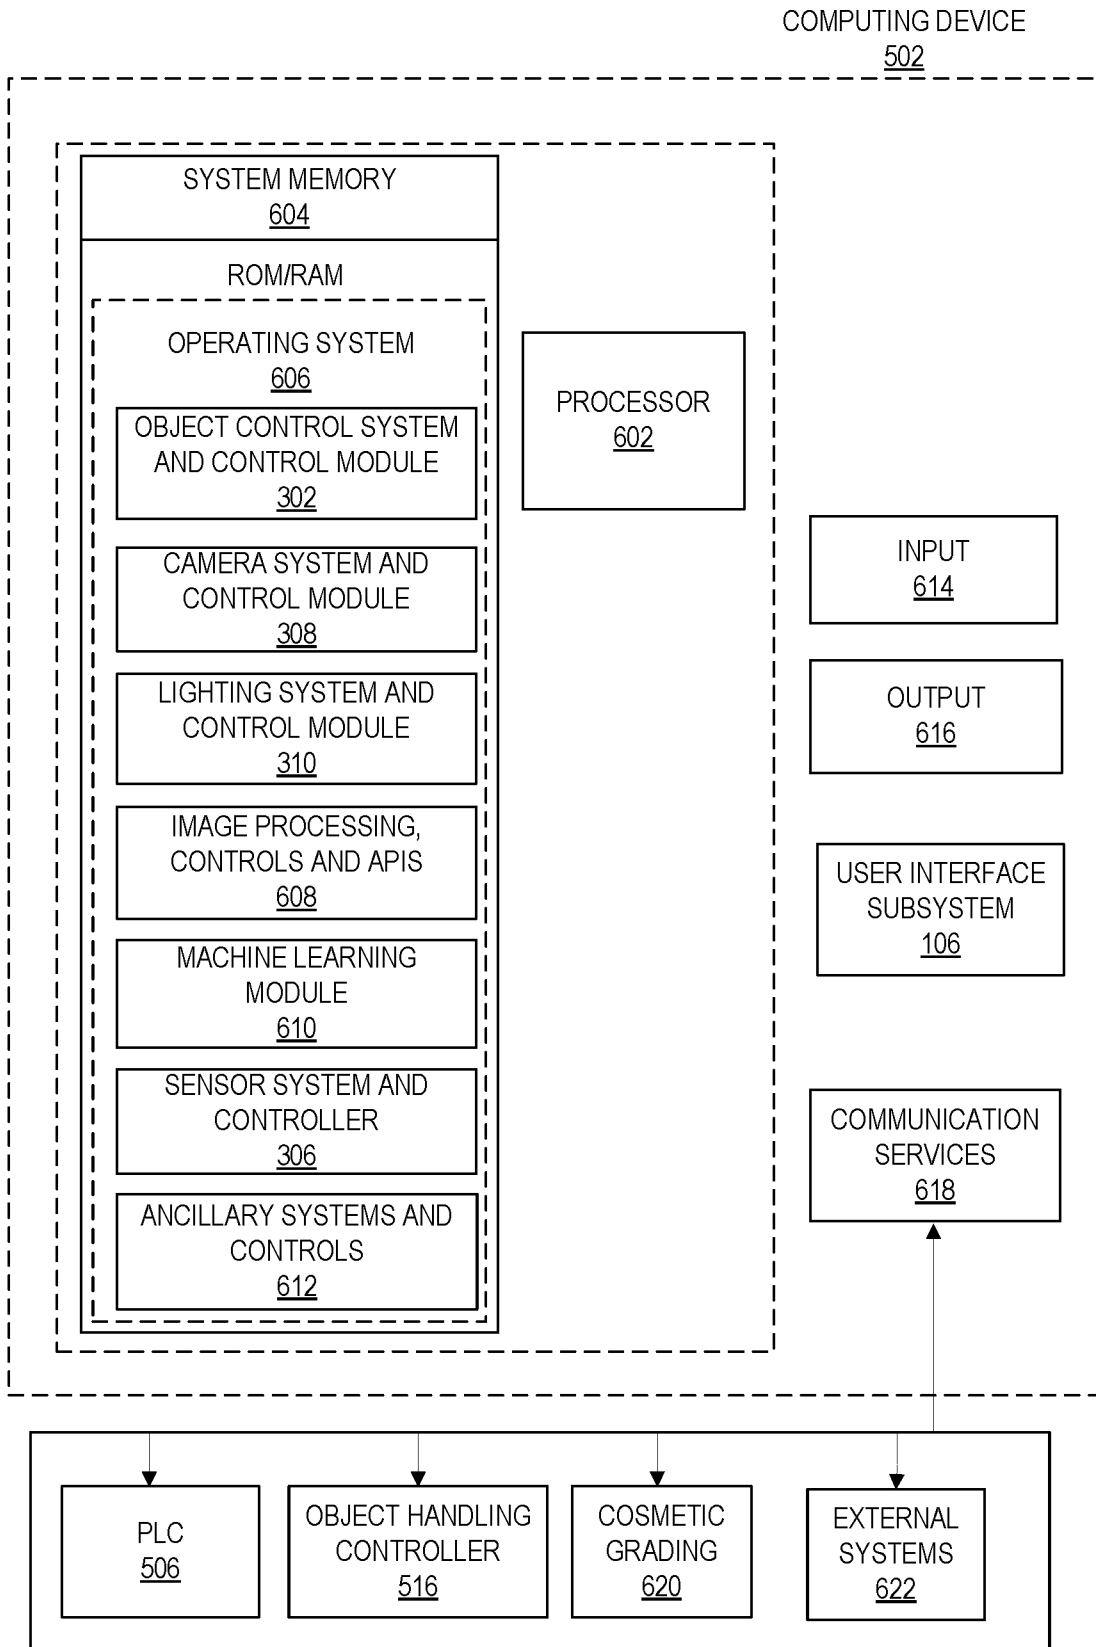 COMPUTING DEVICE
502
SYSTEM MEMORY
604
ROM/RAM
OPERATING SYSTEM
606
OBJECT CONTROL SYSTEM
AND CONTROL MODULE
302
CAMERA SYSTEM AND
CONTROL MODULE
308
LIGHTING SYSTEM AND
CONTROL MODULE
310
IMAGE PROCESSING,
CONTROLS AND APIS
608
MACHINE LEARNING
MODULE
610
SENSOR SYSTEM AND
CONTROLLER
306
ANCILLARY SYSTEMS AND
CONTROLS
612
PROCESSOR
602
INPUT
614
OUTPUT
616
USER INTERFACE
SUBSYSTEM
106
COMMUNICATION
SERVICES
618
PLC
506
OBJECT HANDLING
CONTROLLER
516
COSMETIC
GRADING
620
EXTERNAL
SYSTEMS
622